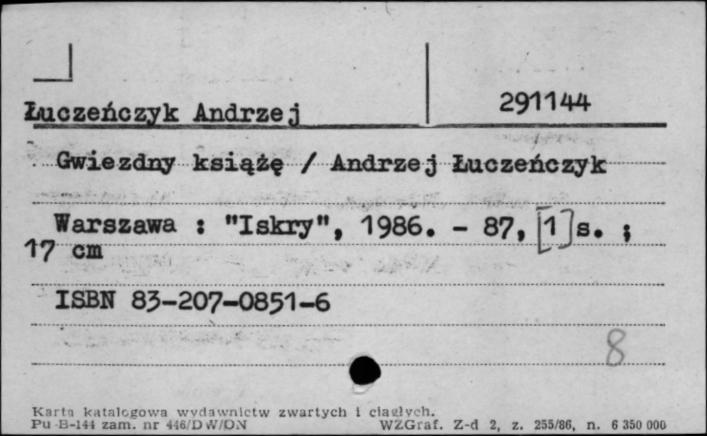 291144
Łuczeńczyk Andrzej
Gwiezdny książę / Andrzej Łuczeńczyk
Warszawa : "Iskry", 1986. - 87, [1] s. ;
17 cm
ISBN 83-207-0851-6
8
Karta katalogowa wydawnictw zwartych i ciągłych.
Pu-B-144 zam. nr 446/DW/DN WZGraf. Z-d 2, z. 255/86, n. 6 350 000